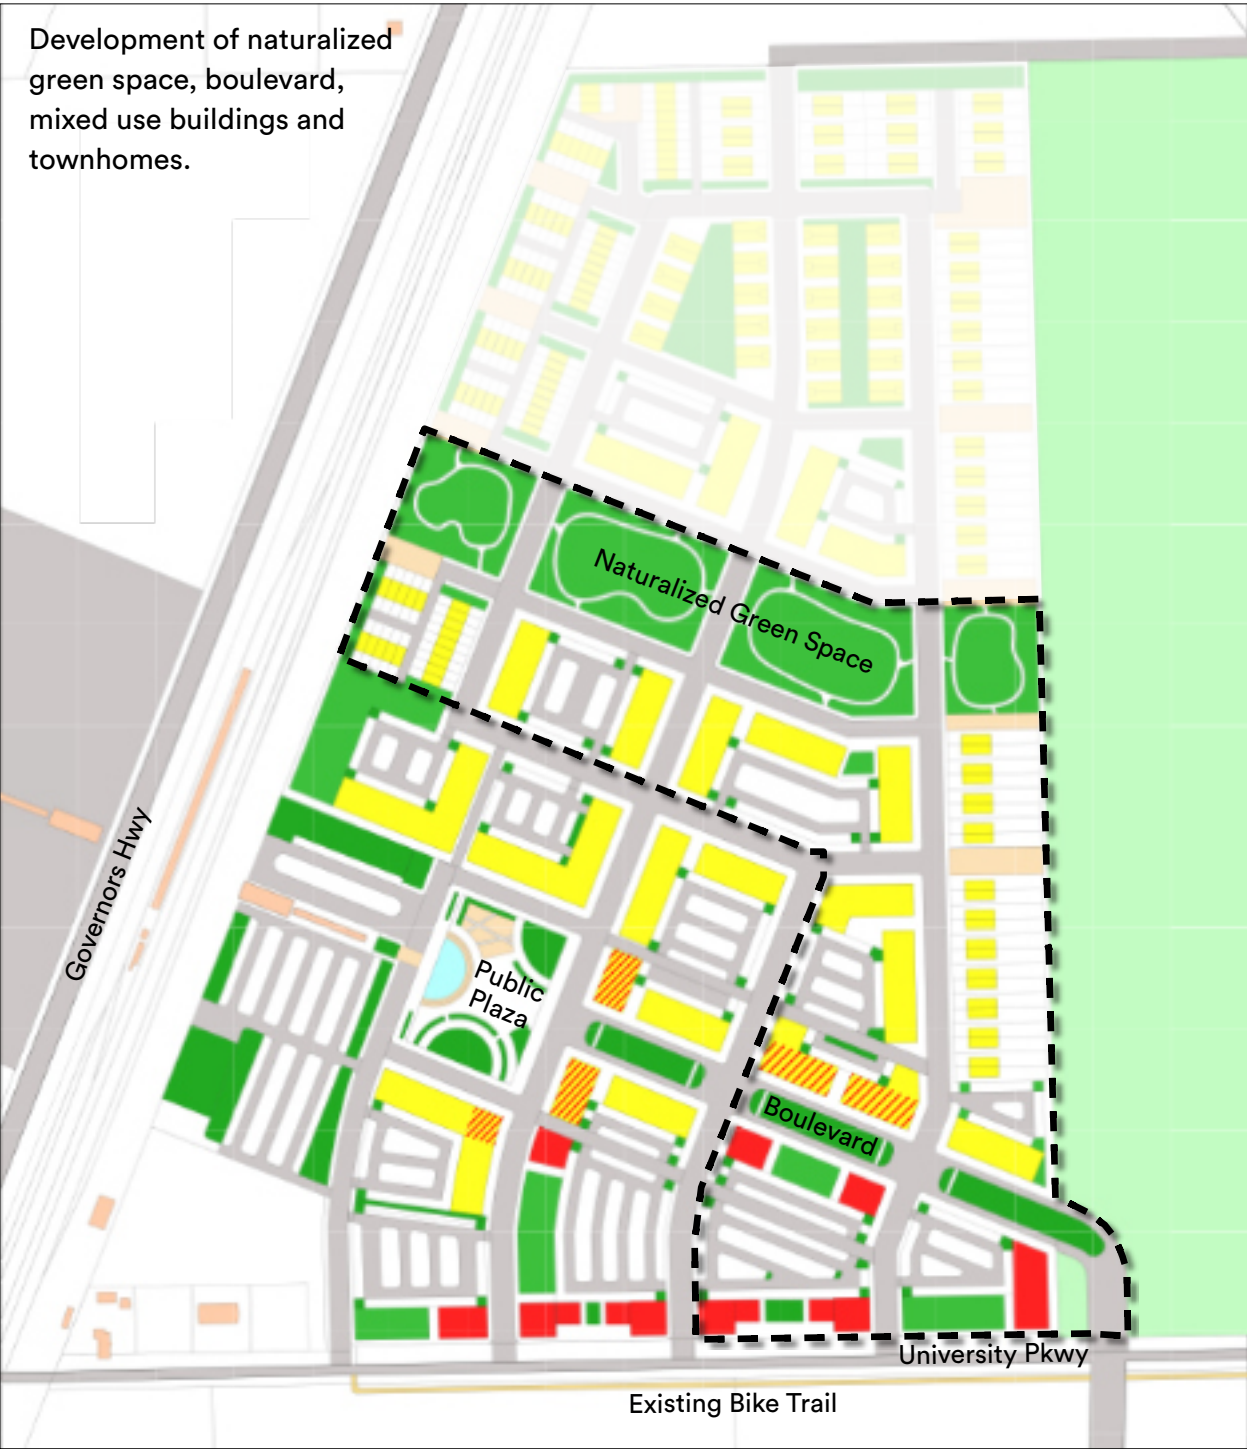 Development of naturalized
green space, boulevard,
mixed use buildings and
townhomes.
Naturalized Green Space
Governors Hwy
Public
Plaza
Boulevard
University Pkwy
Existing Bike Trail